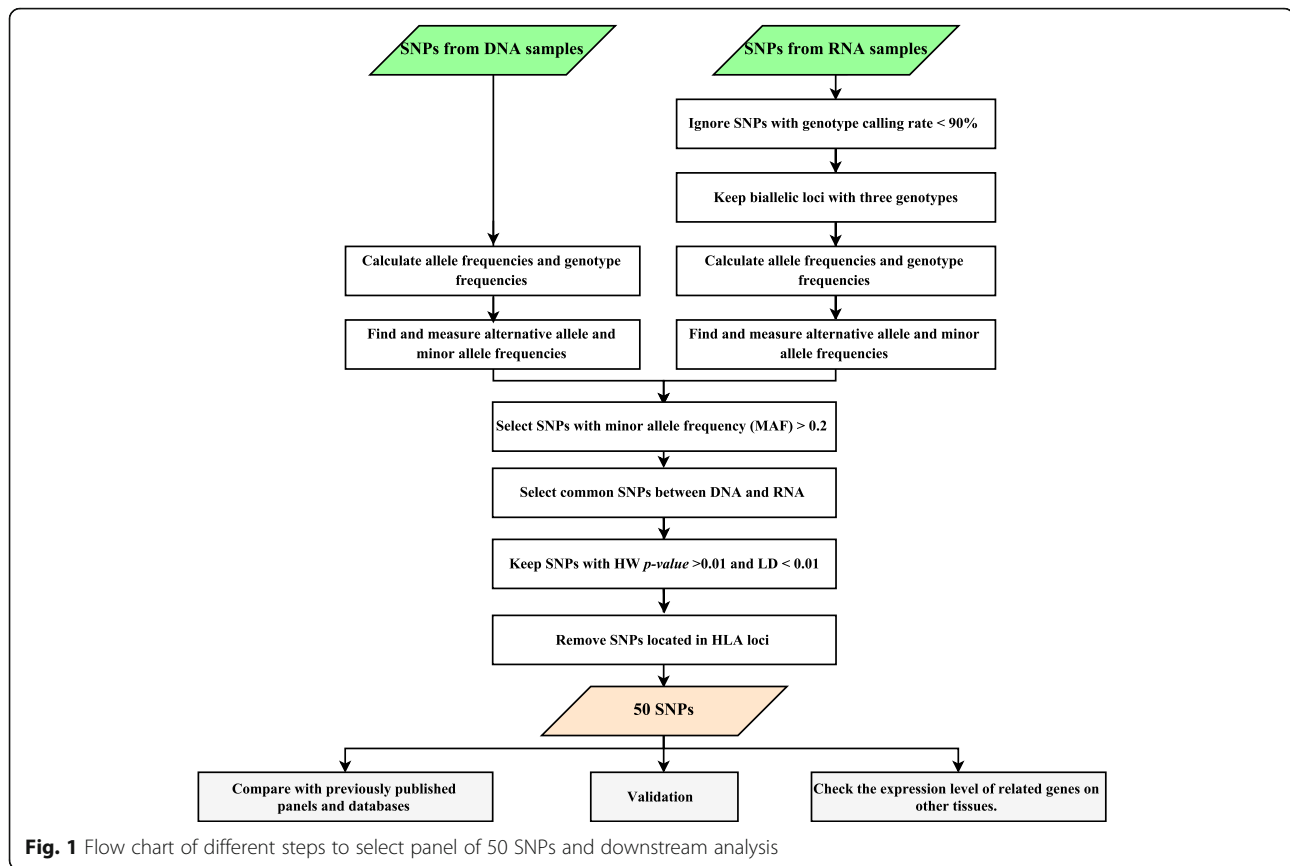 SNPs from DNA samples
SNPs from RNA samples
Ignore SNPs with genotype calling rate < 90%
Keep biallelic loci with three genotypes
Calculate allele frequencies and genotype
frequencies
Calculate allele frequencies and genotype
frequencies
Find and measure alternative allele and
minor allele frequencies
Find and measure alternative allele and minor
allele frequencies
Select SNPs with minor allele frequency (MAF) > 0.2
Select common SNPs between DNA and RNA
Keep SNPs with HW p-value >0.01 and LD < 0.01
Remove SNPs located in HLA loci
50 SNPs
Compare with previously published
panels and databases
Validation
Check the expression level of related genes on
other tissues.
Fig. 1 Flow chart of different steps to select panel of 50 SNPs and downstream analysis